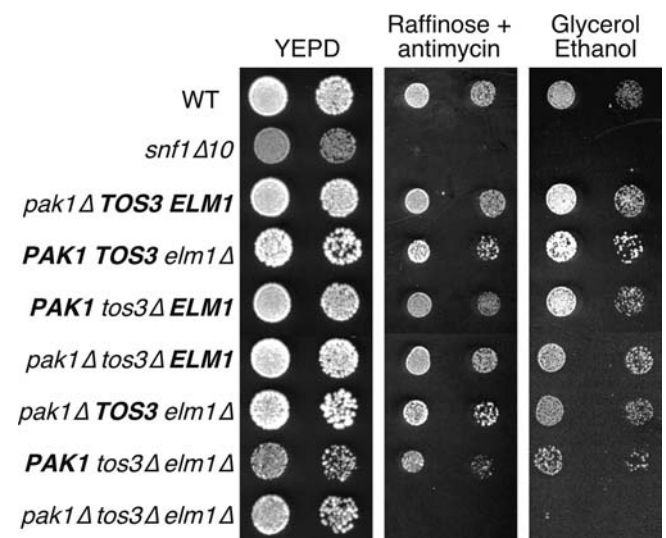 YEPD
Raffinose +
antimycin
Glycerol
Ethanol
WT
snf1Δ10
pak1Δ TOS3 ELM1
PAK1 TOS3 elm1Δ
PAK1 tos3Δ ELM1
pak1Δ tos3Δ ELM1
pak1Δ TOS3 elm1Δ
PAK1 tos3Δ elm1Δ
pak1Δ tos3Δ elm1Δ